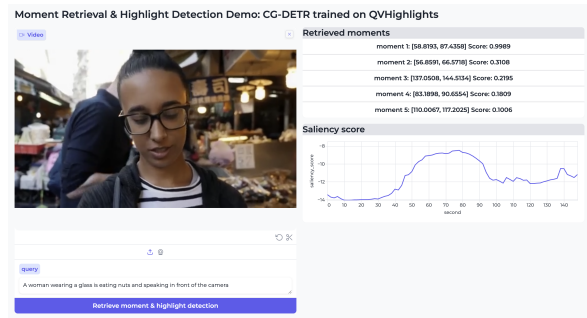 Moment Retrieval & Highlight Detection Demo: CG-DETR trained on QVHighlights
Video
Retrieved moments
moment 1: [58.8193, 87.4358] Score: 0.9989
moment 2: [56.8591, 66.5718] Score: 0.3108
moment 3: [137.0508, 144.5134] Score: 0.2195
moment 4: [83.1898, 90.6554] Score: 0.1809
moment 5: [110.0067, 117.2025] Score: 0.1006
Saliency score
saliency_score
-8
-10
-12
-14
0 10 20 30 40 50 60 70 80 90 100 110 120 130 140
second
寿司
query
A woman wearing a glass is eating nuts and speaking in front of the camera
Retrieve moment & highlight detection